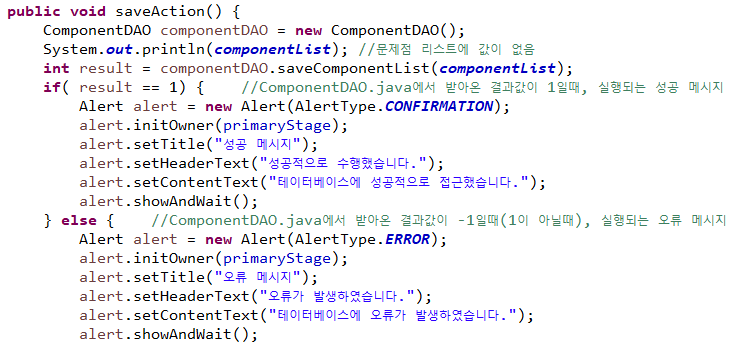 public void saveAction() {
    ComponentDAO componentDAO = new ComponentDAO();
    System.out.println(componentList); //문제점 리스트에 값이 없음
    int result = componentDAO.saveComponentList(componentList);
    if( result == 1) {    //ComponentDAO.java에서 받아온 결과값이 1일때, 실행되는 성공 메시지
        Alert alert = new Alert(AlertType.CONFIRMATION);
        alert.initOwner(primaryStage);
        alert.setTitle("성공 메시지");
        alert.setHeaderText("성공적으로 수행했습니다.");
        alert.setContentText("테이터베이스에 성공적으로 접근했습니다.");
        alert.showAndWait();
    } else {    //ComponentDAO.java에서 받아온 결과값이 -1일때(1이 아닐때), 실행되는 오류 메시지
        Alert alert = new Alert(AlertType.ERROR);
        alert.initOwner(primaryStage);
        alert.setTitle("오류 메시지");
        alert.setHeaderText("오류가 발생하였습니다.");
        alert.setContentText("테이터베이스에 오류가 발생하였습니다.");
        alert.showAndWait();